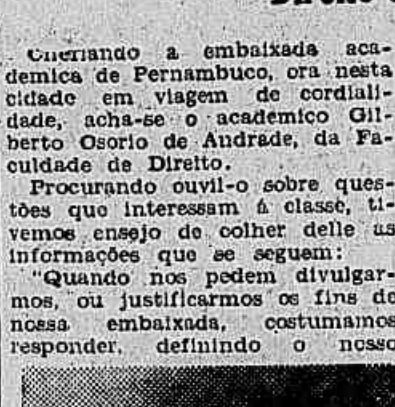 Chefiando a embaixada aca-
demica de Pernambuco, ora nesta
cidade em viagem de cordiali-
dade, acha-se o academico Gil-
berto Osorio de Andrade, da Fa-
culdade de Direito.
Procurando ouvil-o sobre ques-
tões que interessam á classe, ti-
vemos ensejo de colher delle as
informações que se seguem:
"Quando nos pedem divulgar-
mos, ou justificarmos os fins de
nossa embaixada, costumamos
responder, definindo o nosso